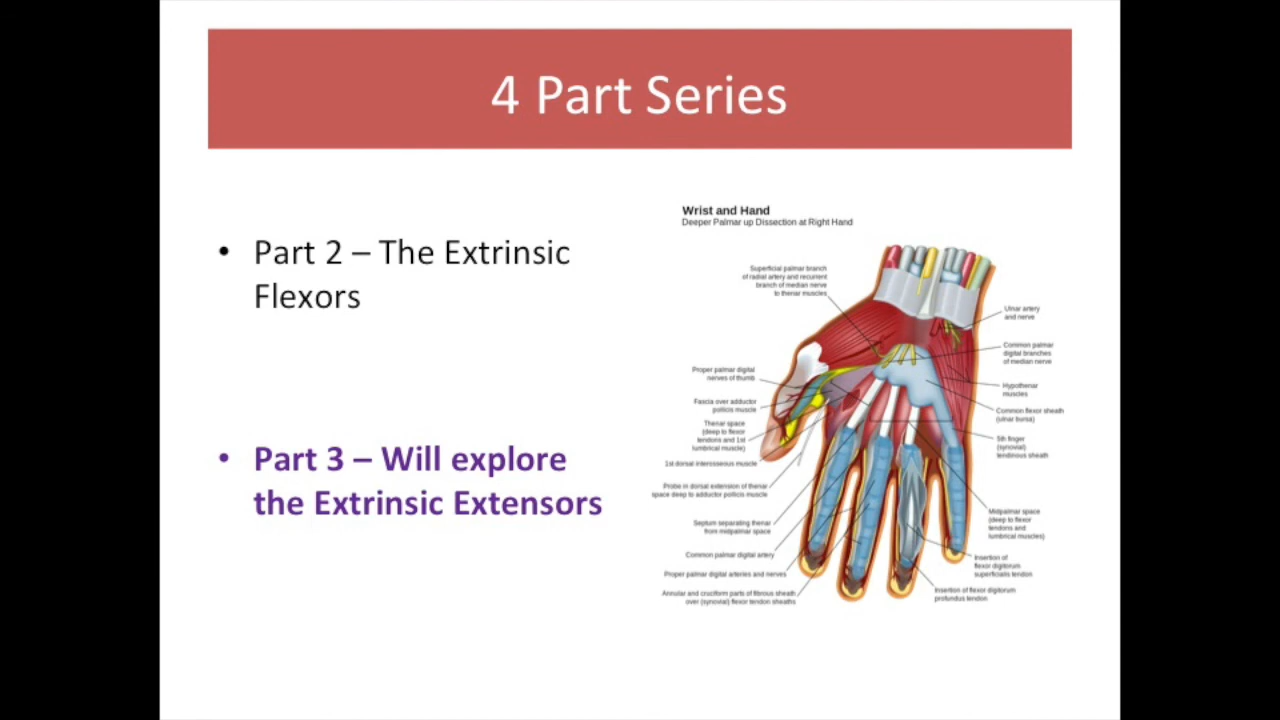 4 Part Series
• Part 2 – The Extrinsic
Flexors
• Part 3 – Will explore
the Extrinsic Extensors
Wrist and Hand
Deeper Palmar up Dissection at Right Hand
Superficial palmar branch
of radial artery and recurrent
branch of median nerve
to thenar muscles
Proper palmar digital
nerves of thumb
Fascia over adductor
pollicis muscle
Thenar space
(deep to flexor
tendons and 1st
lumbrical muscle)
1st dorsal interosseous muscle
Probe in dorsal extension of thenar
space deep to adductor pollicis muscle
Septum separating thenar
from midpalmar space
Common palmar digital artery
Proper palmar digital arteries and nerves
Annular and cruciform parts of fibrous sheath
over (synovial) flexor tendon sheaths
Ulnar artery
and nerve
Common palmar
digital branches
of median nerve
Hypothenar
muscles
Common flexor sheath
(ulnar bursa)
5th finger
(synovial)
tendinous sheath
Midpalmar space
(deep to flexor
tendons and
lumbrical muscles)
Insertion of
flexor digitorum
superficialis tendon
Insertion of flexor digitorum
profundus tendon